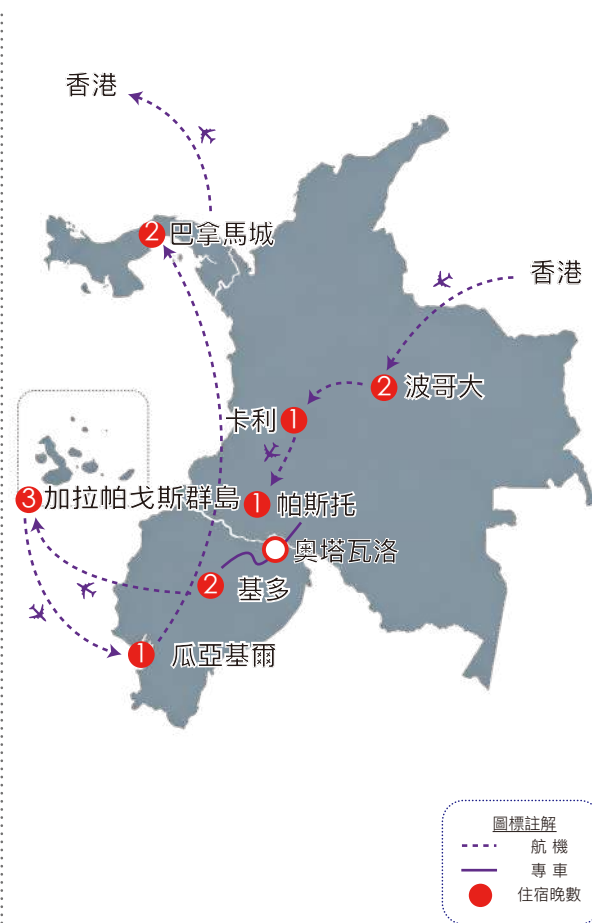 香港
2 巴拿馬城
香港
2 波哥大
卡利 1
3 加拉帕戈斯群島
1 帕斯托
奧塔瓦洛
2 基多
1 瓜亞基爾
圖標註解
航機
專車
住宿晚數